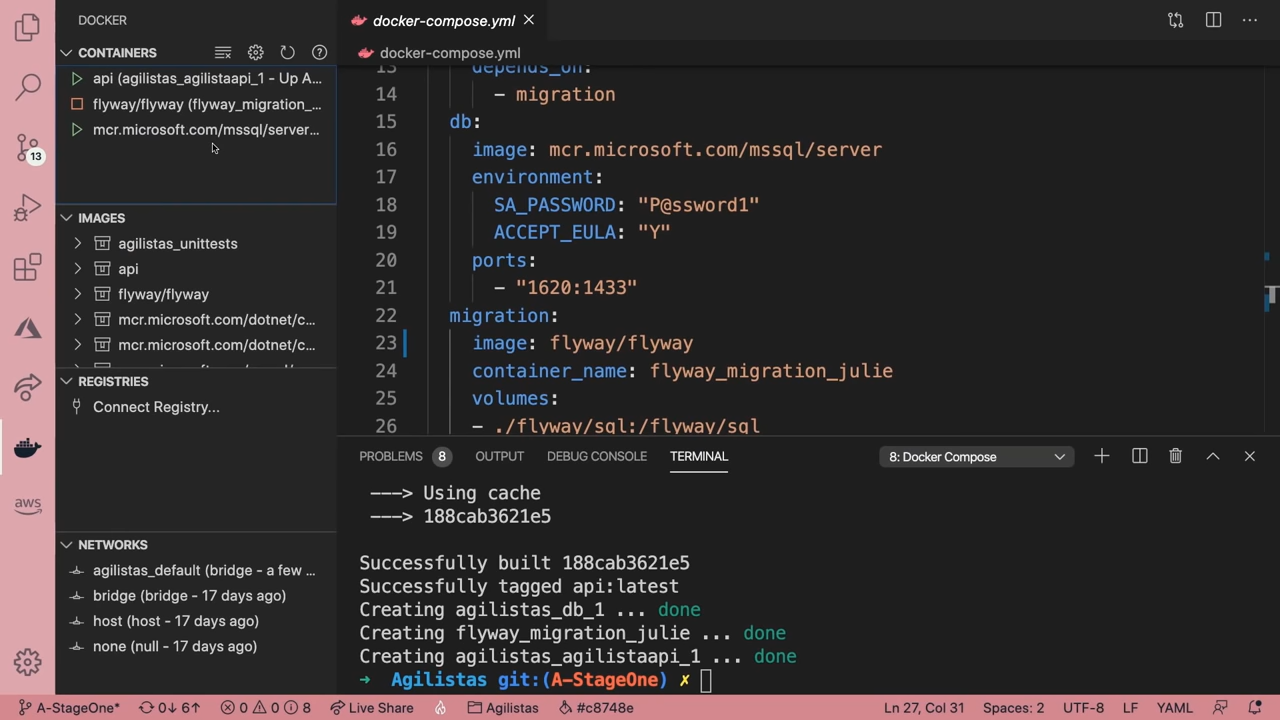 DOCKER
CONTAINERS
api (agilistas_agilistaapi_1 - Up A...
flyway/flyway (flyway_migration_...
mcr.microsoft.com/mssql/server...
IMAGES
agilistas_unittests
api
flyway/flyway
mcr.microsoft.com/dotnet/c...
mcr.microsoft.com/dotnet/c...
REGISTRIES
Connect Registry...
NETWORKS
agilistas_default (bridge - a few ...
bridge (bridge - 17 days ago)
host (host - 17 days ago)
none (null - 17 days ago)
13
aws
docker-compose.yml
docker-compose.yml
13 depends_on:
14 - migration
15 db:
16 image: mcr.microsoft.com/mssql/server
17 environment:
18 SA_PASSWORD: "P@ssword1"
19 ACCEPT_EULA: "Y"
20 ports:
21 - "1620:1433"
22 migration:
23 image: flyway/flyway
24 container_name: flyway_migration_julie
25 volumes:
26 - ./flyway/sql:/flyway/sql
PROBLEMS 8 OUTPUT DEBUG CONSOLE TERMINAL 8: Docker Compose
---> Using cache
---> 188cab3621e5
Successfully built 188cab3621e5
Successfully tagged api:latest
Creating agilistas_db_1 ... done
Creating flyway_migration_julie ... done
Creating agilistas_agilistaapi_1 ... done
→ Agilistas git:(A-StageOne) ✗
A-StageOne* 0↓ 6↑ 0 0 8 Live Share Agilistas #c8748e Ln 27, Col 31 Spaces: 2 UTF-8 LF YAML